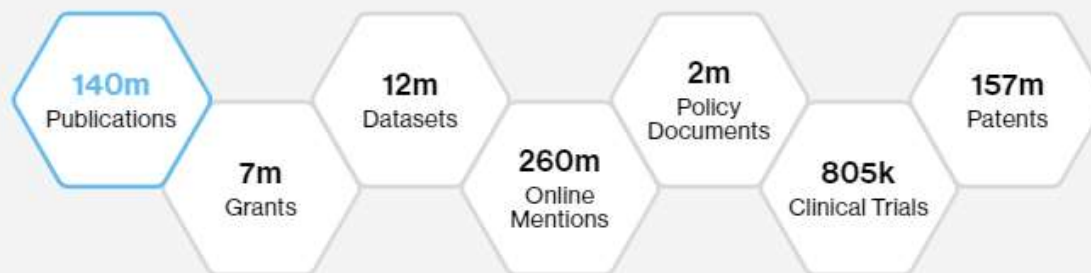 140m
Publications
7m
Grants
12m
Datasets
260m
Online
Mentions
2m
Policy
Documents
805k
Clinical Trials
157m
Patents